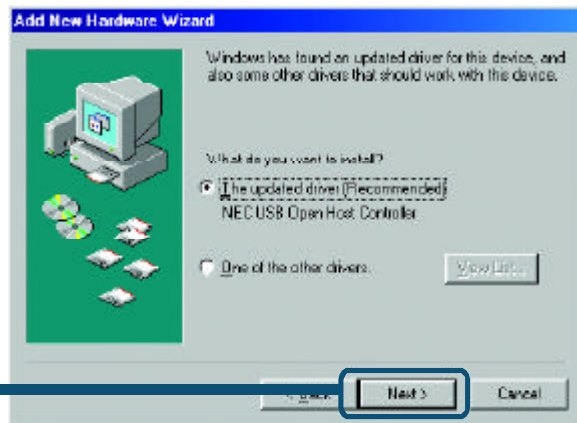 Add New Hardware Wizard
Windows has found an updated driver for this device, and
also some other drivers that should work with this device.
What do you want to install?
The updated driver (Recommended)
NEC USB Open Host Controller
One of the other drivers.
View List...
< Back
Next >
Cancel